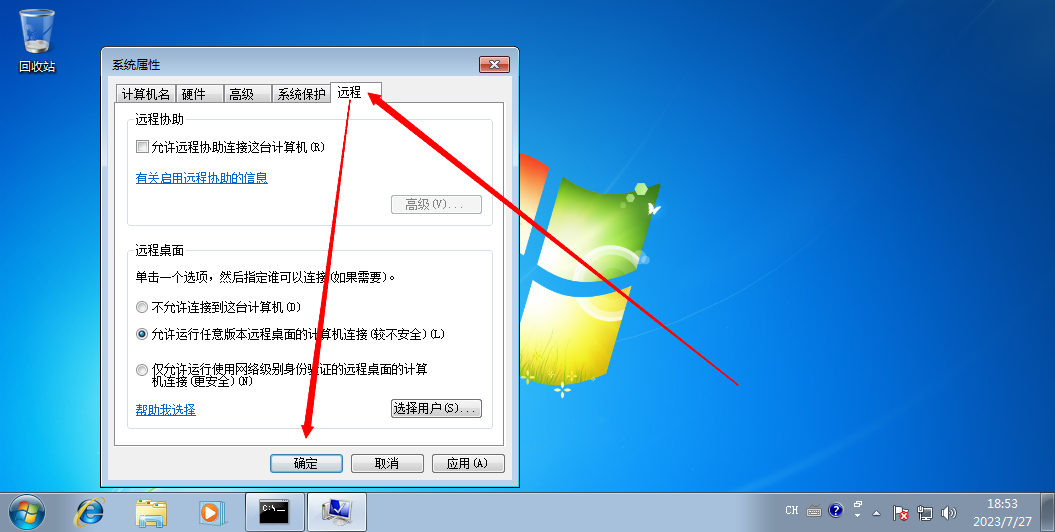 回收站
系统属性
计算机名 硬件 高级 系统保护 远程
远程协助
允许远程协助连接这台计算机(R)
有关启用远程协助的信息
高级(V)...
远程桌面
单击一个选项，然后指定谁可以连接(如果需要)。
不允许连接到这台计算机(D)
允许运行任意版本远程桌面的计算机连接(较不安全)(L)
仅允许运行使用网络级别身份验证的远程桌面的计算
机连接(更安全)(N)
帮助我选择 选择用户(S)...
确定 取消 应用(A)
C:\_
CH
18:53
2023/7/27